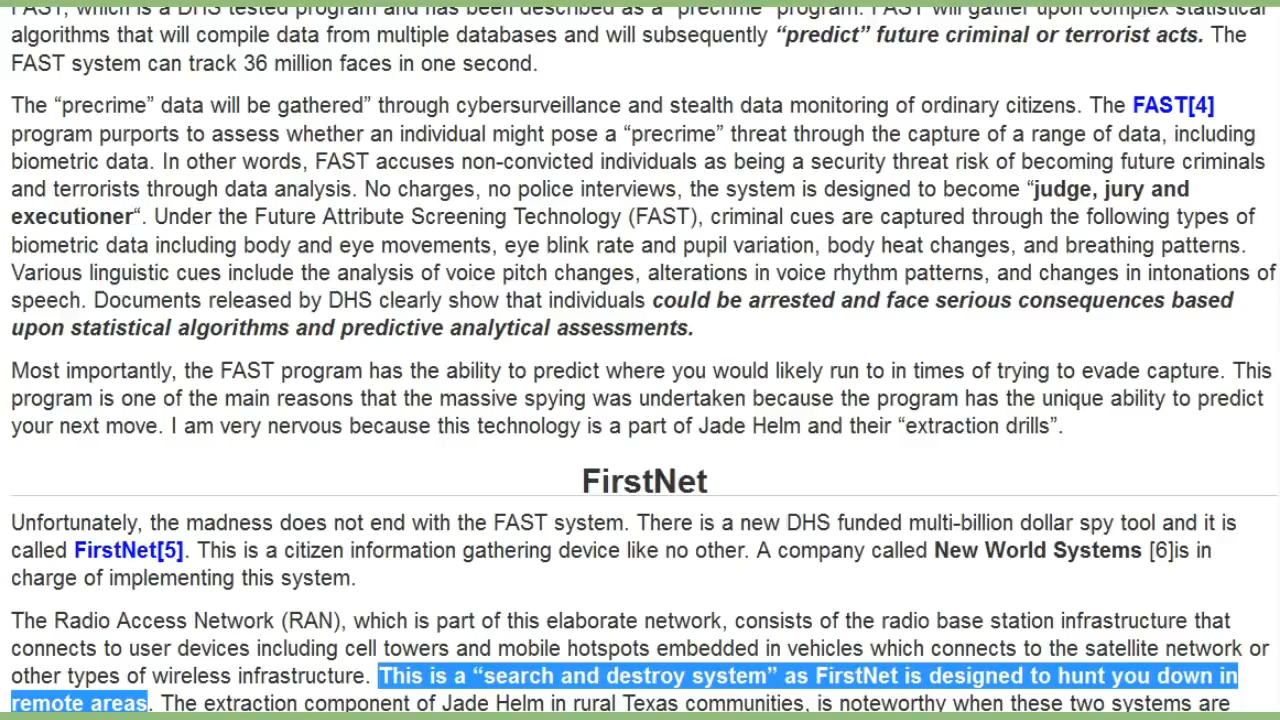 FAST, which is a DHS tested program and has been described as a "precrime" program. FAST will gather upon complex statistical
algorithms that will compile data from multiple databases and will subsequently “predict” future criminal or terrorist acts. The
FAST system can track 36 million faces in one second.
The “precrime” data will be gathered” through cybersurveillance and stealth data monitoring of ordinary citizens. The FAST[4]
program purports to assess whether an individual might pose a “precrime” threat through the capture of a range of data, including
biometric data. In other words, FAST accuses non-convicted individuals as being a security threat risk of becoming future criminals
and terrorists through data analysis. No charges, no police interviews, the system is designed to become “judge, jury and
executioner“. Under the Future Attribute Screening Technology (FAST), criminal cues are captured through the following types of
biometric data including body and eye movements, eye blink rate and pupil variation, body heat changes, and breathing patterns.
Various linguistic cues include the analysis of voice pitch changes, alterations in voice rhythm patterns, and changes in intonations of
speech. Documents released by DHS clearly show that individuals could be arrested and face serious consequences based
upon statistical algorithms and predictive analytical assessments.
Most importantly, the FAST program has the ability to predict where you would likely run to in times of trying to evade capture. This
program is one of the main reasons that the massive spying was undertaken because the program has the unique ability to predict
your next move. I am very nervous because this technology is a part of Jade Helm and their “extraction drills”.
FirstNet
Unfortunately, the madness does not end with the FAST system. There is a new DHS funded multi-billion dollar spy tool and it is
called FirstNet[5]. This is a citizen information gathering device like no other. A company called New World Systems [6]is in
charge of implementing this system.
The Radio Access Network (RAN), which is part of this elaborate network, consists of the radio base station infrastructure that
connects to user devices including cell towers and mobile hotspots embedded in vehicles which connects to the satellite network or
other types of wireless infrastructure. This is a “search and destroy system” as FirstNet is designed to hunt you down in
remote areas. The extraction component of Jade Helm in rural Texas communities, is noteworthy when these two systems are